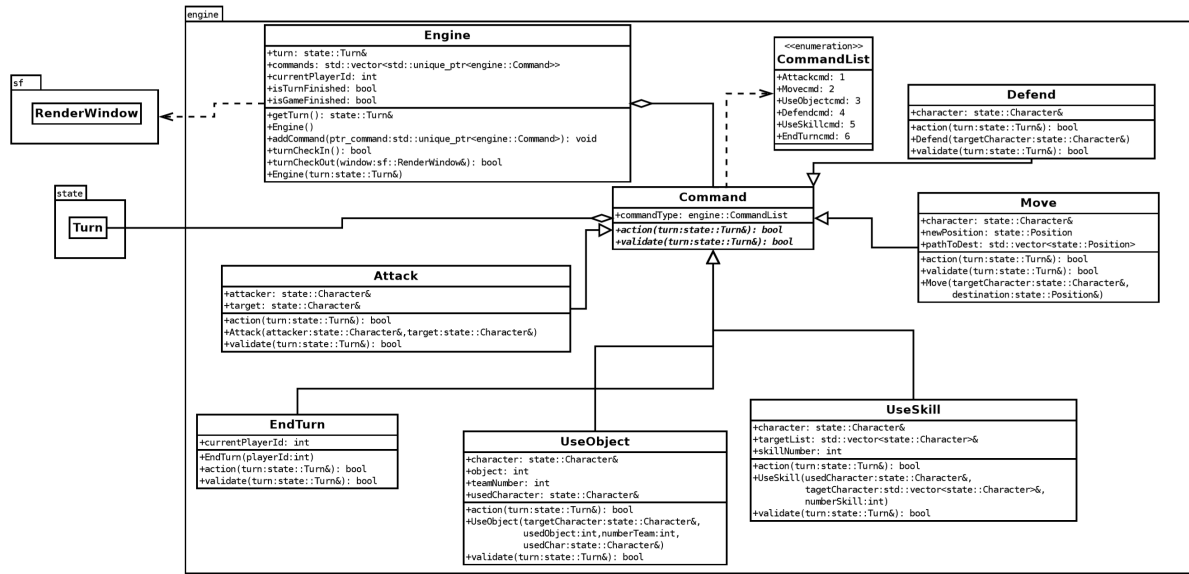 engine
Engine
+turn: state::Turn&
+commands: std::vector<std::unique_ptr<engine::Command>>
+currentPlayerId: int
+isTurnFinished: bool
+isGameFinished: bool
+getTurn(): state::Turn&
+Engine()
+addCommand(ptr_command:std::unique_ptr<engine::Command>): void
+turnCheckIn(): bool
+turnCheckOut(window:sf::RenderWindow&): bool
+Engine(turn:state::Turn&)
sf
RenderWindow
<<enumeration>>
CommandList
+Attackcmd: 1
+Movecmd: 2
+UseObjectcmd: 3
+Defendcmd: 4
+UseSkillcmd: 5
+EndTurncmd: 6
Defend
+character: state::Character&
+action(turn:state::Turn&): bool
+Defend(targetCharacter:state::Character&)
+validate(turn:state::Turn&): bool
state
Turn
Command
+commandType: engine::CommandList
+action(turn:state::Turn&): bool
+validate(turn:state::Turn&): bool
Move
+character: state::Character&
+newPosition: state::Position
+pathToDest: std::vector<state::Position>
+action(turn:state::Turn&): bool
+validate(turn:state::Turn&): bool
+Move(targetCharacter:state::Character&,
destination:state::Position&)
Attack
+attacker: state::Character&
+target: state::Character&
+action(turn:state::Turn&): bool
+Attack(attacker:state::Character&,target:state::Character&)
+validate(turn:state::Turn&): bool
EndTurn
+currentPlayerId: int
+EndTurn(playerId:int)
+action(turn:state::Turn&): bool
+validate(turn:state::Turn&): bool
UseObject
+character: state::Character&
+object: int
+teamNumber: int
+usedCharacter: state::Character&
+action(turn:state::Turn&): bool
+UseObject(targetCharacter:state::Character&,
usedObject:int,numberTeam:int,
usedChar:state::Character&)
+validate(turn:state::Turn&): bool
UseSkill
+character: state::Character&
+targetList: std::vector<state::Character>&
+skillNumber: int
+action(turn:state::Turn&): bool
+UseSkill(usedCharacter:state::Character&,
tagetCharacter:std::vector<state::Character>&,
numberSkill:int)
+validate(turn:state::Turn&): bool